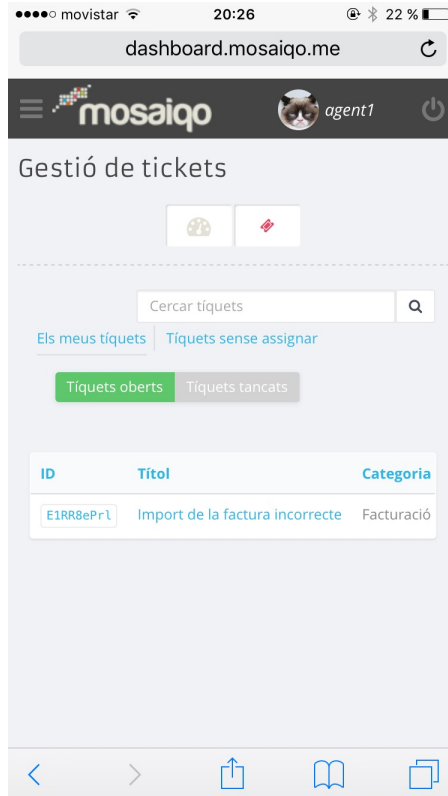 movistar 20:26 22 %
dashboard.mosaiqo.me
mosaiqo agent1
Gestió de tickets
Cercar tíquets
Els meus tíquets Tíquets sense assignar
Tíquets oberts Tíquets tancats
ID Títol Categoria
E1RR8ePrl Import de la factura incorrecte Facturació